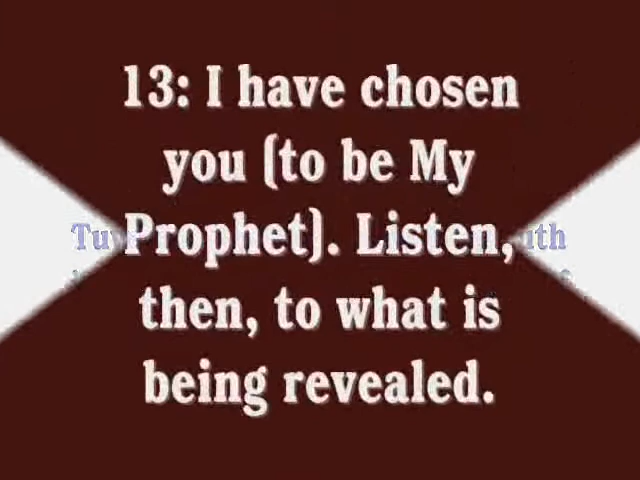 13: I have chosen
you (to be My
Prophet). Listen,
then, to what is
being revealed.